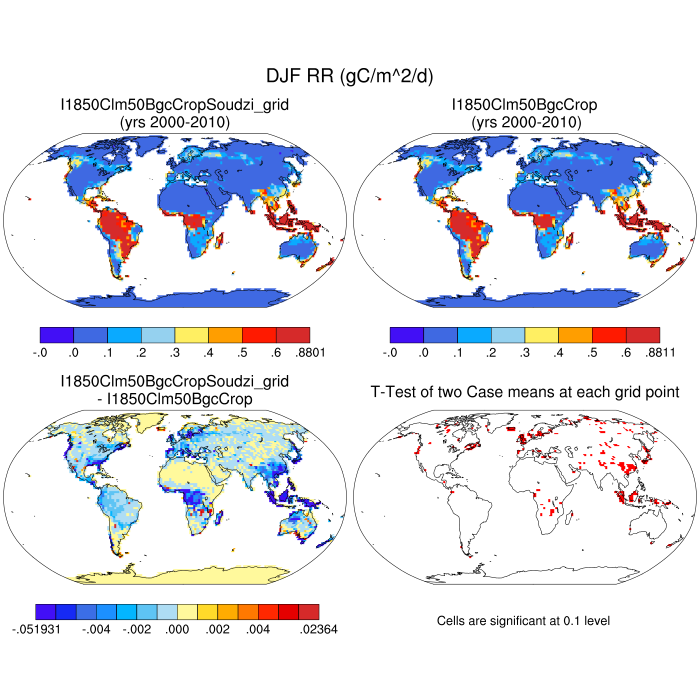 DJF RR (gC/m^2/d)
I1850Clm50BgcCropSoudzi_grid
(yrs 2000-2010)
I1850Clm50BgcCrop
(yrs 2000-2010)
-.0 .0 .1 .2 .3 .4 .5 .6 .8801
-.0 .0 .1 .2 .3 .4 .5 .6 .8811
I1850Clm50BgcCropSoudzi_grid
- I1850Clm50BgcCrop
T-Test of two Case means at each grid point
-.051931 -.004 -.002 .000 .002 .004 .02364
Cells are significant at 0.1 level